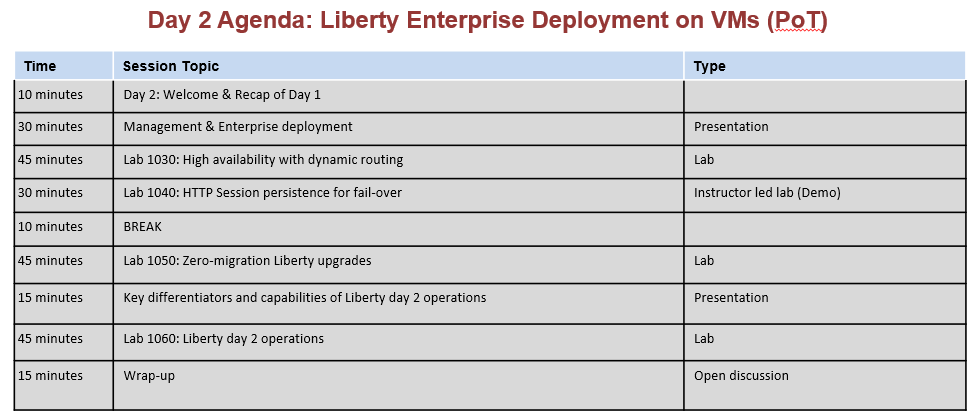 Day 2 Agenda: Liberty Enterprise Deployment on VMs (PoT)
Time Session Topic Type
10 minutes Day 2: Welcome & Recap of Day 1
30 minutes Management & Enterprise deployment Presentation
45 minutes Lab 1030: High availability with dynamic routing Lab
30 minutes Lab 1040: HTTP Session persistence for fail-over Instructor led lab (Demo)
10 minutes BREAK
45 minutes Lab 1050: Zero-migration Liberty upgrades Lab
15 minutes Key differentiators and capabilities of Liberty day 2 operations Presentation
45 minutes Lab 1060: Liberty day 2 operations Lab
15 minutes Wrap-up Open discussion